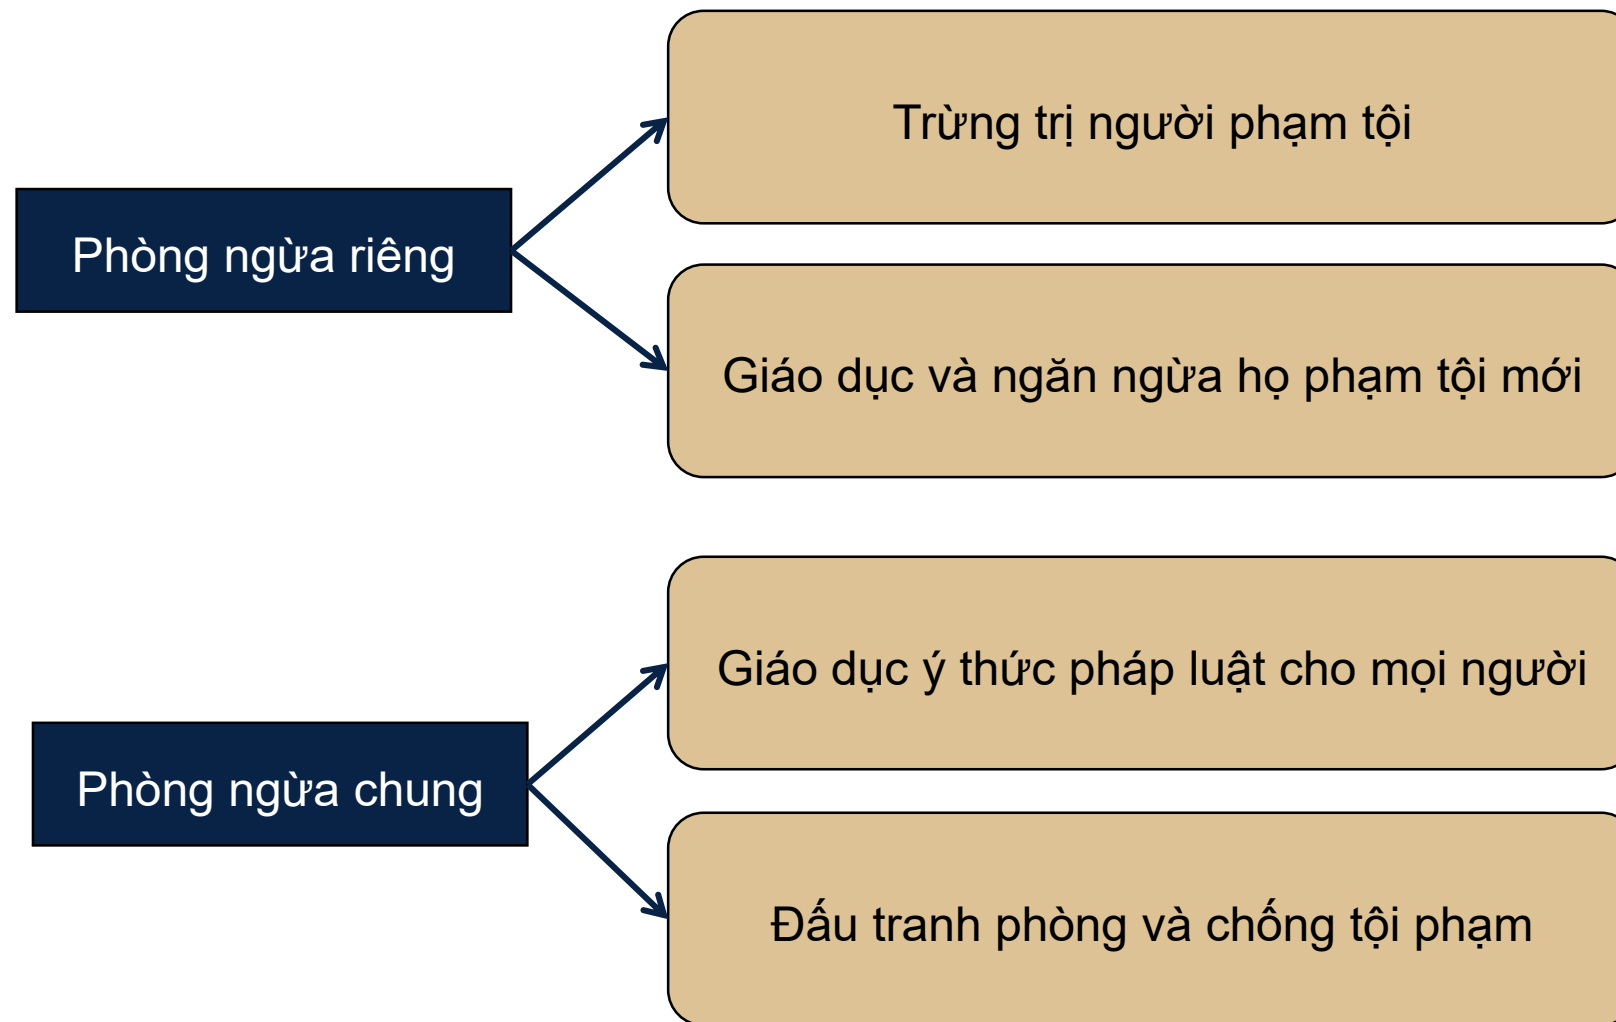 Phòng ngừa riêng
Trừng trị người phạm tội
Giáo dục và ngăn ngừa họ phạm tội mới
Phòng ngừa chung
Giáo dục ý thức pháp luật cho mọi người
Đấu tranh phòng và chống tội phạm